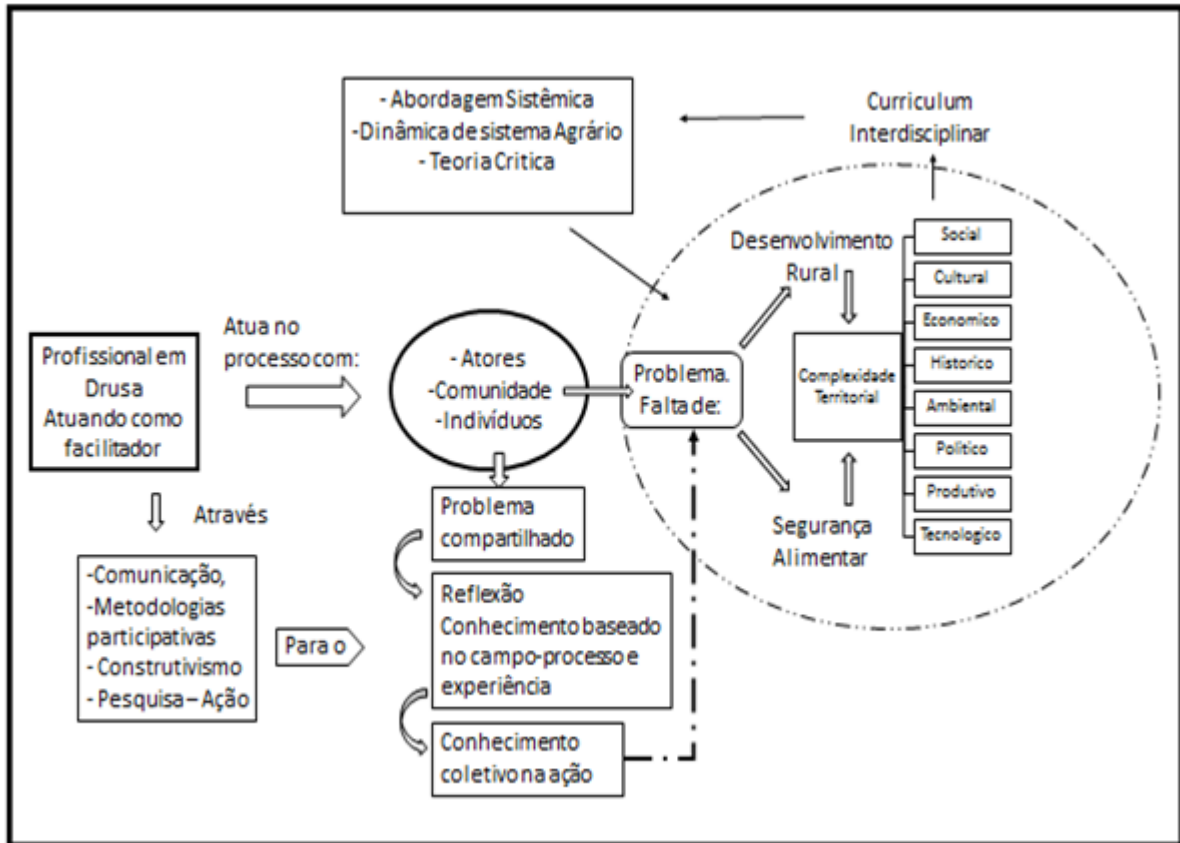 - Abordagem Sistêmica
-Dinâmica de sistema Agrário
- Teoria Critica
Curriculum
Interdisciplinar
Profissional em
Drusa
Atuando como
facilitador
Atua no
processo com:
- Atores
-Comunidade
-Indivíduos
Problema.
Falta de:
Desenvolvimento
Rural
Complexidade
Territorial
Segurança
Alimentar
Social
Cultural
Economico
Historico
Ambiental
Politico
Produtivo
Tecnologico
Através
-Comunicação,
-Metodologias
participativas
- Construtivismo
- Pesquisa – Ação
Para o
Problema
compartilhado
Reflexão
Conhecimento baseado
no campo-processo e
experiência
Conhecimento
coletivo na ação